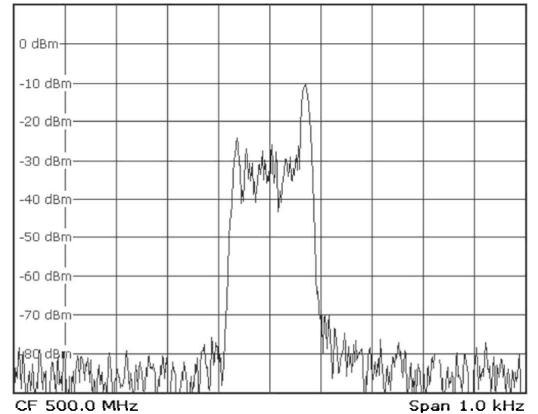 0 dBm
-10 dBm
-20 dBm
-30 dBm
-40 dBm
-50 dBm
-60 dBm
-70 dBm
-80 dBm
CF 500.0 MHz
Span 1.0 kHz